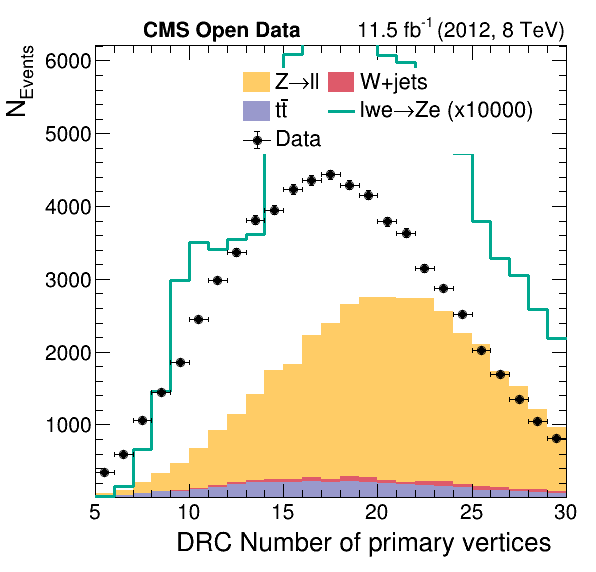 CMS Open Data 11.5 fb⁻¹ (2012, 8 TeV)
N_Events
6000
5000
4000
3000
2000
1000
Z→ll W+jets
tt̄ lwe→Ze (x10000)
Data
5 10 15 20 25 30
DRC Number of primary vertices